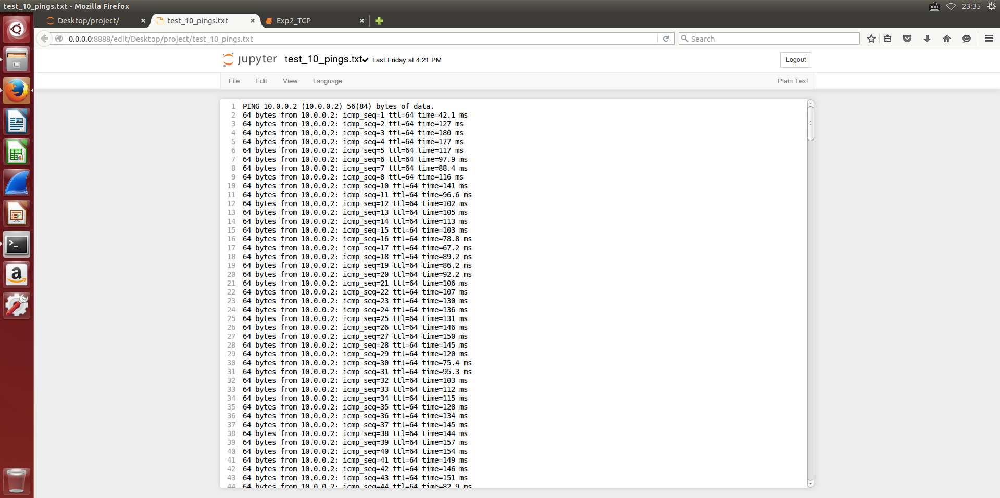 test_10_pings.txt - Mozilla Firefox
23:35
Desktop/project/
test_10_pings.txt
Exp2_TCP
0.0.0.0:8888/edit/Desktop/project/test_10_pings.txt
Search
jupyter test_10_pings.txt Last Friday at 4:21 PM
Logout
File Edit View Language
Plain Text
1 PING 10.0.0.2 (10.0.0.2) 56(84) bytes of data.
2 64 bytes from 10.0.0.2: icmp_seq=1 ttl=64 time=42.1 ms
3 64 bytes from 10.0.0.2: icmp_seq=2 ttl=64 time=127 ms
4 64 bytes from 10.0.0.2: icmp_seq=3 ttl=64 time=180 ms
5 64 bytes from 10.0.0.2: icmp_seq=4 ttl=64 time=177 ms
6 64 bytes from 10.0.0.2: icmp_seq=5 ttl=64 time=117 ms
7 64 bytes from 10.0.0.2: icmp_seq=6 ttl=64 time=97.9 ms
8 64 bytes from 10.0.0.2: icmp_seq=7 ttl=64 time=88.4 ms
9 64 bytes from 10.0.0.2: icmp_seq=8 ttl=64 time=116 ms
10 64 bytes from 10.0.0.2: icmp_seq=10 ttl=64 time=141 ms
11 64 bytes from 10.0.0.2: icmp_seq=11 ttl=64 time=96.6 ms
12 64 bytes from 10.0.0.2: icmp_seq=12 ttl=64 time=102 ms
13 64 bytes from 10.0.0.2: icmp_seq=13 ttl=64 time=105 ms
14 64 bytes from 10.0.0.2: icmp_seq=14 ttl=64 time=113 ms
15 64 bytes from 10.0.0.2: icmp_seq=15 ttl=64 time=103 ms
16 64 bytes from 10.0.0.2: icmp_seq=16 ttl=64 time=78.8 ms
17 64 bytes from 10.0.0.2: icmp_seq=17 ttl=64 time=67.2 ms
18 64 bytes from 10.0.0.2: icmp_seq=18 ttl=64 time=89.2 ms
19 64 bytes from 10.0.0.2: icmp_seq=19 ttl=64 time=86.2 ms
20 64 bytes from 10.0.0.2: icmp_seq=20 ttl=64 time=92.2 ms
21 64 bytes from 10.0.0.2: icmp_seq=21 ttl=64 time=106 ms
22 64 bytes from 10.0.0.2: icmp_seq=22 ttl=64 time=107 ms
23 64 bytes from 10.0.0.2: icmp_seq=23 ttl=64 time=130 ms
24 64 bytes from 10.0.0.2: icmp_seq=24 ttl=64 time=136 ms
25 64 bytes from 10.0.0.2: icmp_seq=25 ttl=64 time=131 ms
26 64 bytes from 10.0.0.2: icmp_seq=26 ttl=64 time=146 ms
27 64 bytes from 10.0.0.2: icmp_seq=27 ttl=64 time=150 ms
28 64 bytes from 10.0.0.2: icmp_seq=28 ttl=64 time=145 ms
29 64 bytes from 10.0.0.2: icmp_seq=29 ttl=64 time=120 ms
30 64 bytes from 10.0.0.2: icmp_seq=30 ttl=64 time=75.4 ms
31 64 bytes from 10.0.0.2: icmp_seq=31 ttl=64 time=95.3 ms
32 64 bytes from 10.0.0.2: icmp_seq=32 ttl=64 time=103 ms
33 64 bytes from 10.0.0.2: icmp_seq=33 ttl=64 time=112 ms
34 64 bytes from 10.0.0.2: icmp_seq=34 ttl=64 time=115 ms
35 64 bytes from 10.0.0.2: icmp_seq=35 ttl=64 time=128 ms
36 64 bytes from 10.0.0.2: icmp_seq=36 ttl=64 time=134 ms
37 64 bytes from 10.0.0.2: icmp_seq=37 ttl=64 time=145 ms
38 64 bytes from 10.0.0.2: icmp_seq=38 ttl=64 time=144 ms
39 64 bytes from 10.0.0.2: icmp_seq=39 ttl=64 time=157 ms
40 64 bytes from 10.0.0.2: icmp_seq=40 ttl=64 time=154 ms
41 64 bytes from 10.0.0.2: icmp_seq=41 ttl=64 time=149 ms
42 64 bytes from 10.0.0.2: icmp_seq=42 ttl=64 time=146 ms
43 64 bytes from 10.0.0.2: icmp_seq=43 ttl=64 time=151 ms
44 64 bytes from 10.0.0.2: icmp_seq=44 ttl=64 time=82.9 ms